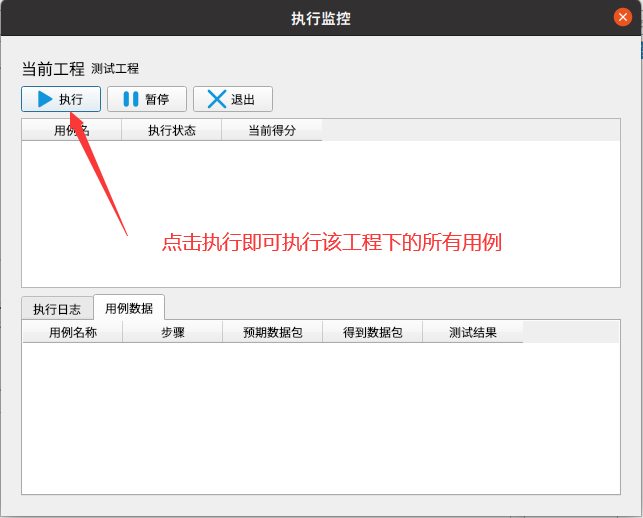 执行监控
当前工程 测试工程
执行 暂停 退出
用例名 执行状态 当前得分
点击执行即可执行该工程下的所有用例
执行日志 用例数据
用例名称 步骤 预期数据包 得到数据包 测试结果